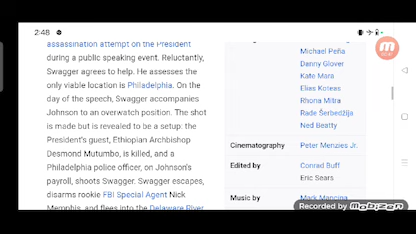 2:48
assassination attempt on the President
during a public speaking event. Reluctantly,
Swagger agrees to help. He assesses the
only viable location is Philadelphia. On the
day of the speech, Swagger accompanies
Johnson to an overwatch position. The shot
is made but is revealed to be a setup: the
President's guest, Ethiopian Archbishop
Desmond Mutumbo, is killed, and a
Philadelphia police officer, on Johnson's
payroll, shoots Swagger. Swagger escapes,
disarms rookie FBI Special Agent Nick
Memphis, and flees into the Delaware River
Michael Peña
Danny Glover
Kate Mara
Elias Koteas
Rhona Mitra
Rade Šerbedžija
Ned Beatty
Cinematography Peter Menzies Jr.
Edited by Conrad Buff
Eric Sears
Music by Mark Mancina
Recorded by Mobizen